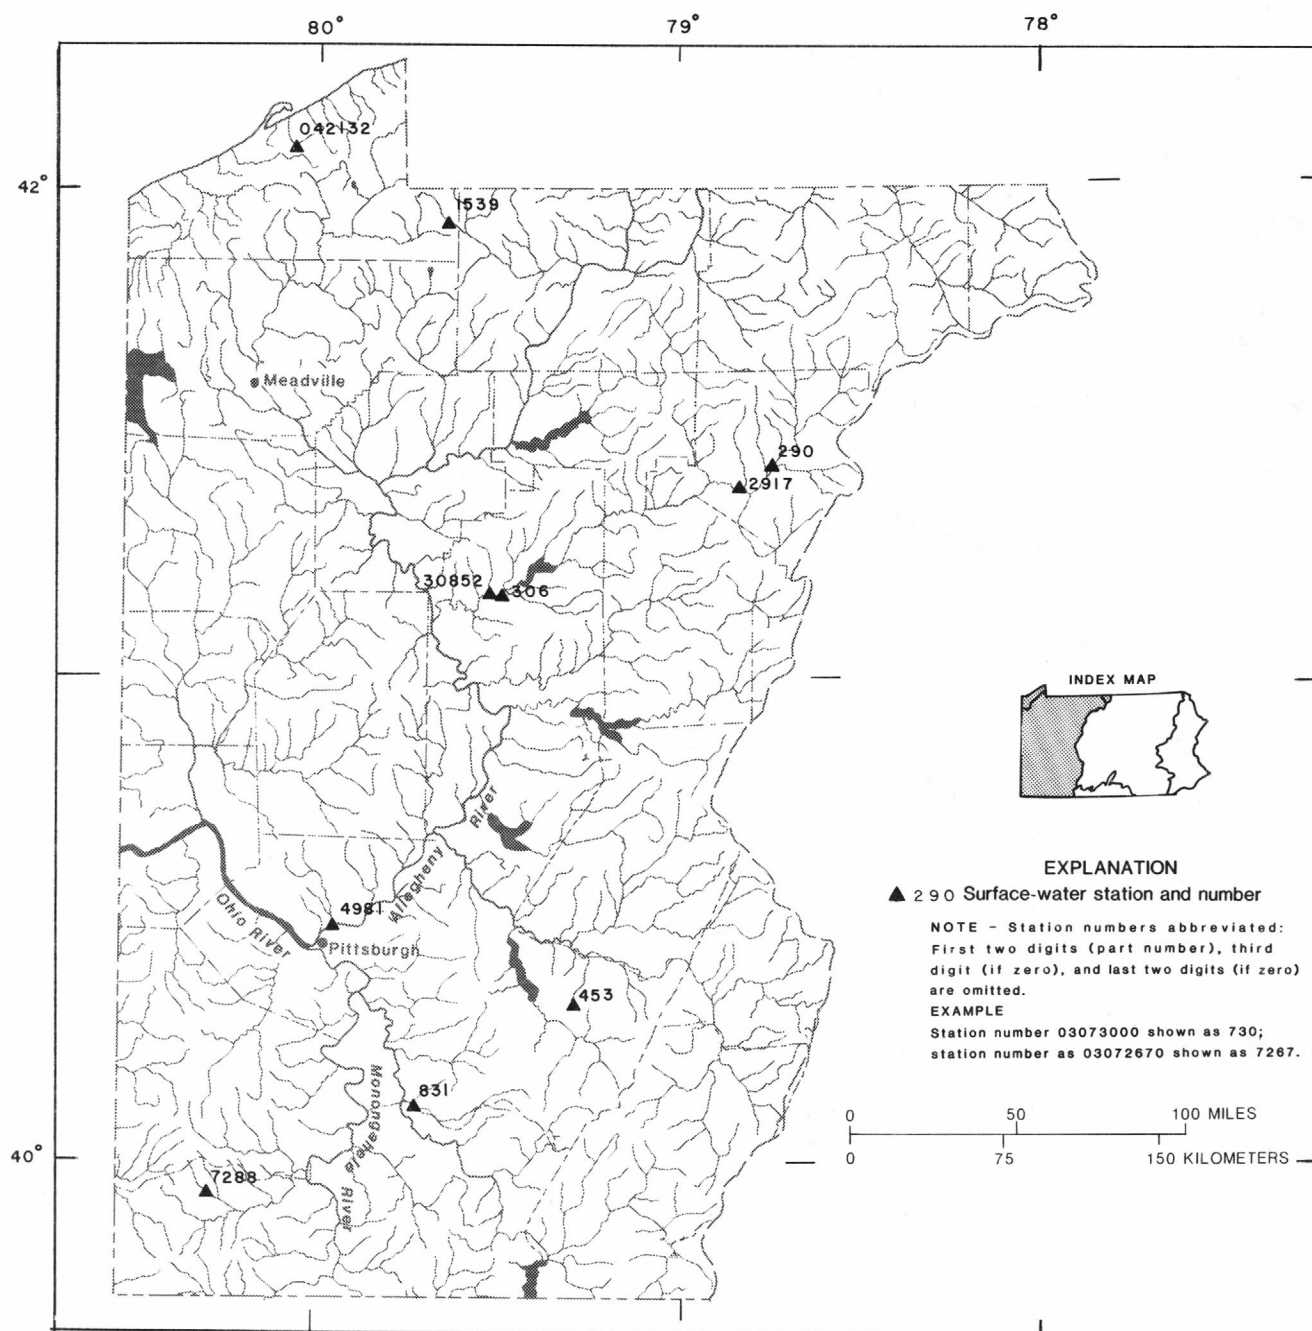 80°
79°
78°
042132
42°
1539
Meadville
290
2917
30852
306
INDEX MAP
Allegheny River
EXPLANATION
290 Surface-water station and number
Ohio River
4981
NOTE - Station numbers abbreviated:
Pittsburgh
First two digits (part number), third
digit (if zero), and last two digits (if zero)
are omitted.
453
EXAMPLE
Station number 03073000 shown as 730;
station number as 03072670 shown as 7267.
Monongahela River
831
0 50 100 MILES
40°
0 75 150 KILOMETERS
7288